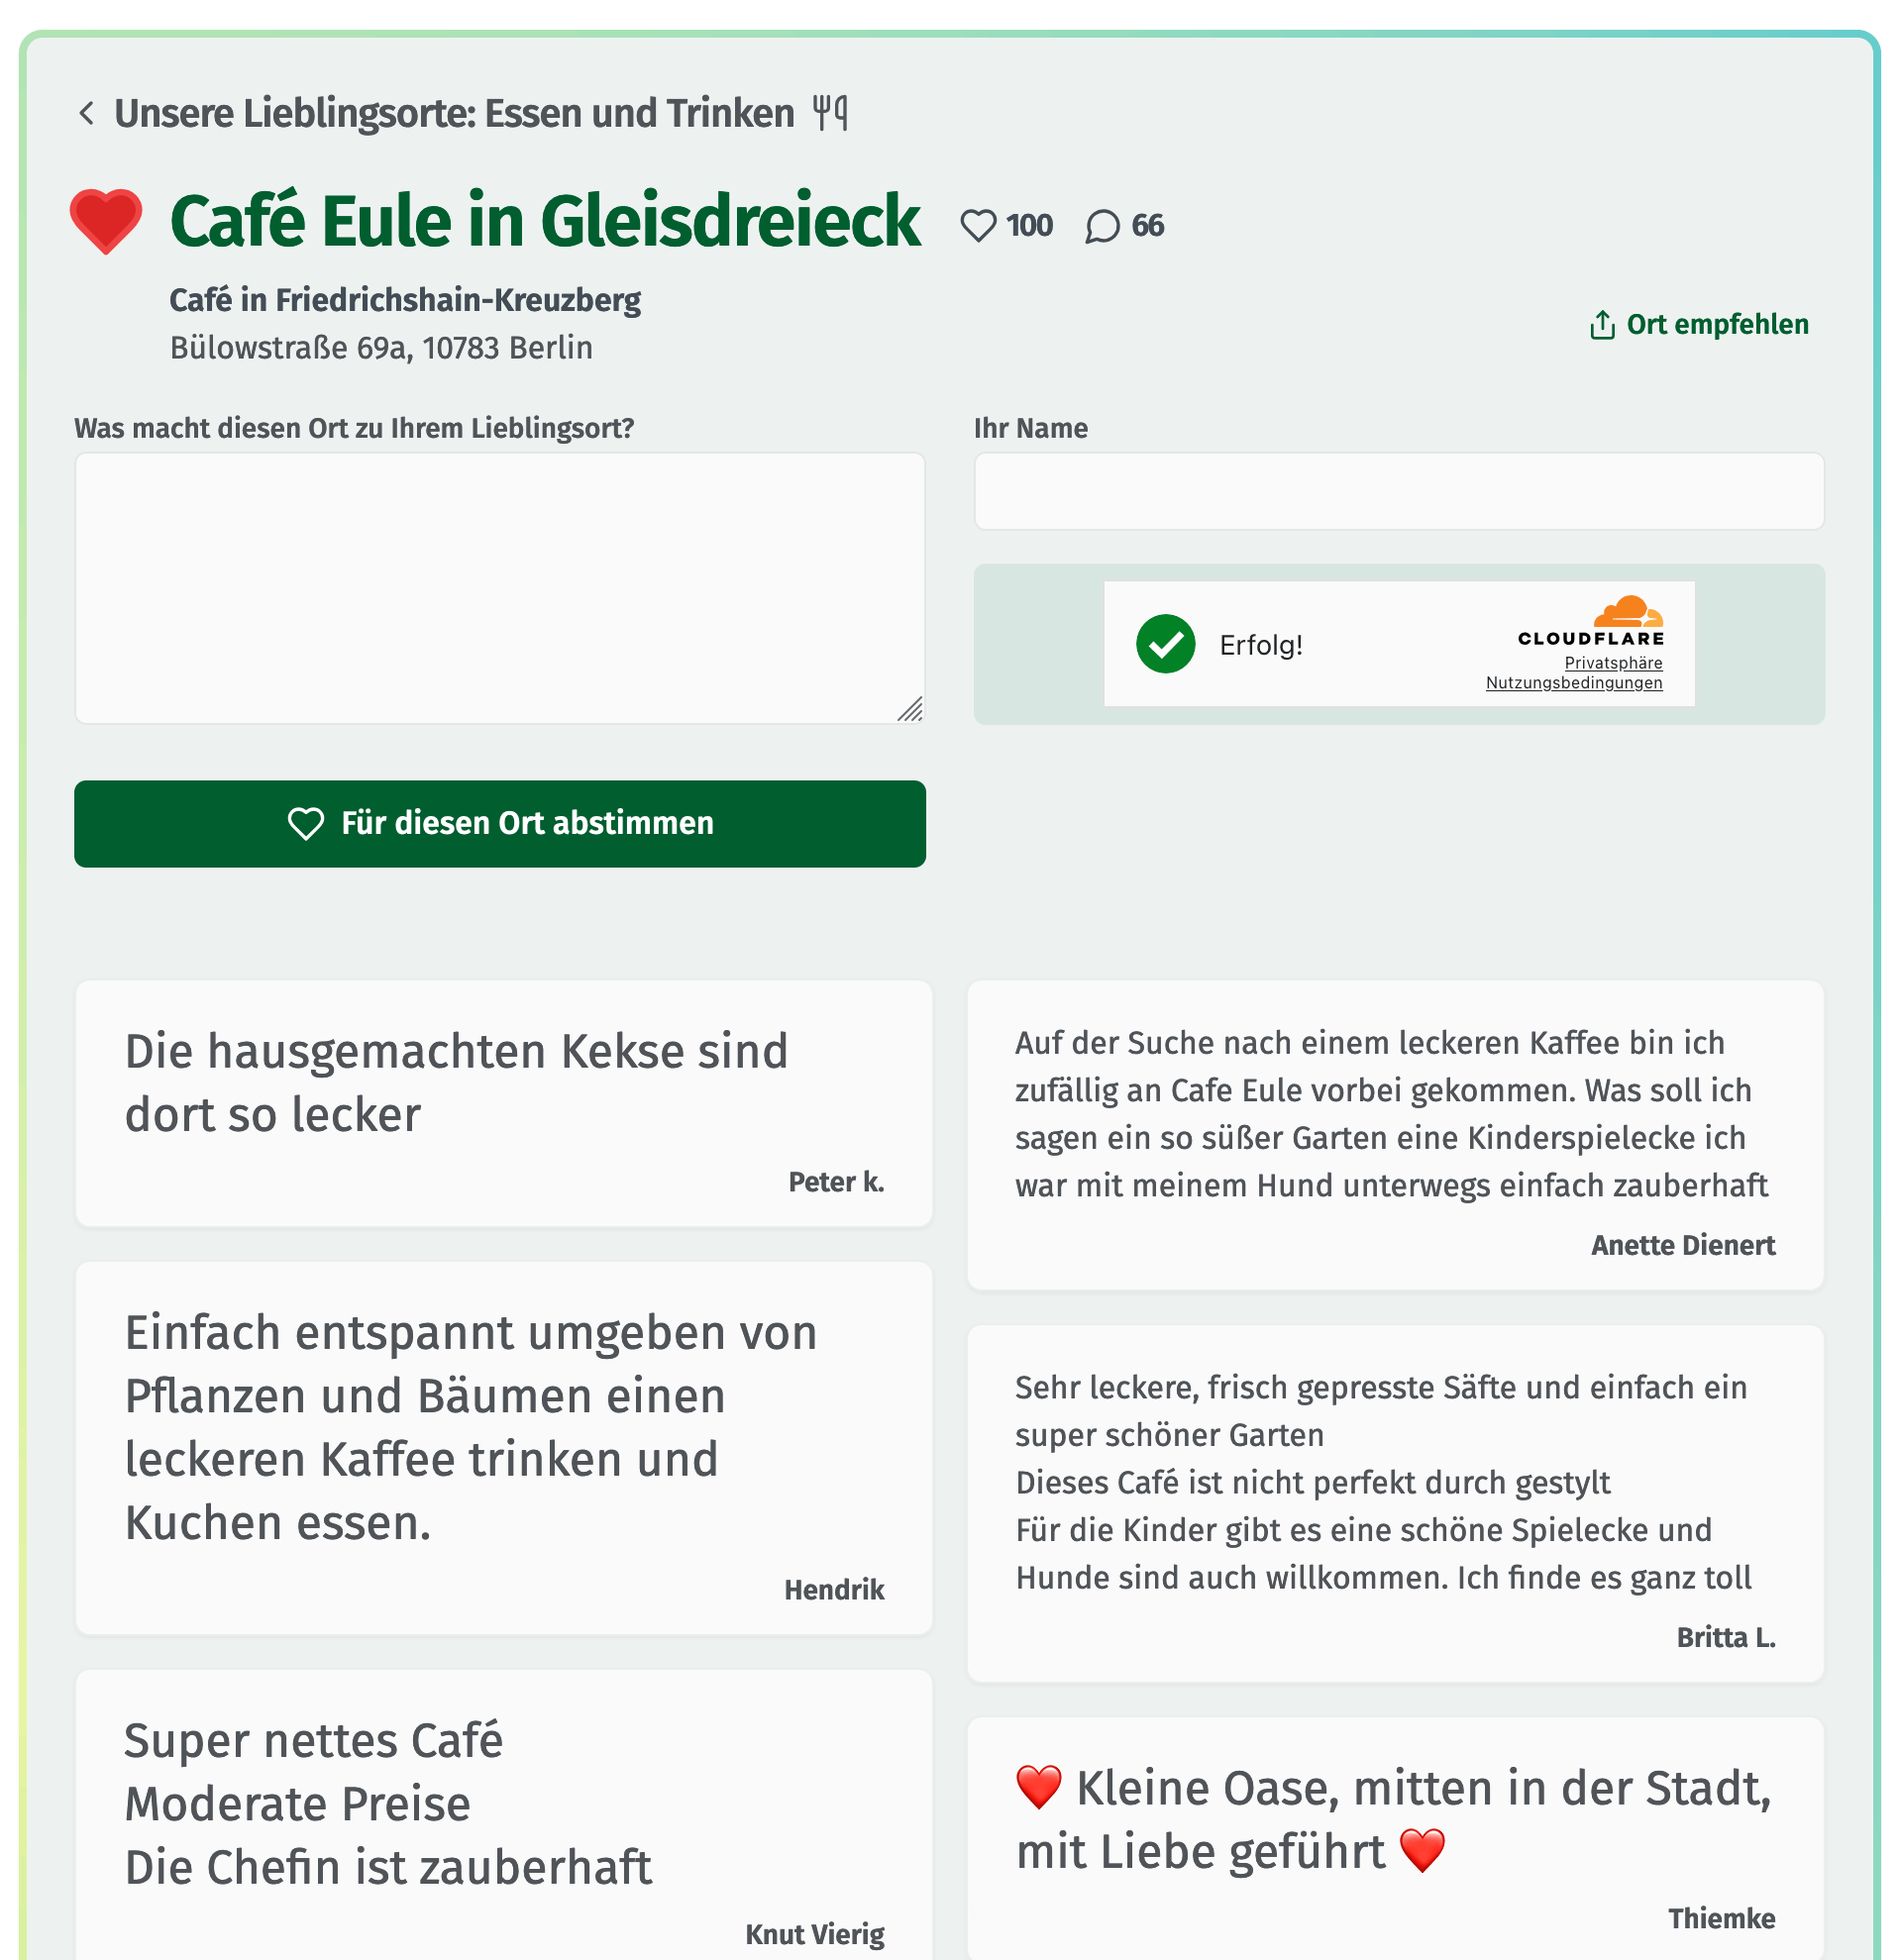 Unsere Lieblingsorte: Essen und Trinken
Café Eule in Gleisdreieck
100
66
Café in Friedrichshain-Kreuzberg
Bülowstraße 69a, 10783 Berlin
Ort empfehlen
Was macht diesen Ort zu Ihrem Lieblingsort?
Ihr Name
Erfolg!
CLOUDFLARE
Privatsphäre
Nutzungsbedingungen
Für diesen Ort abstimmen
Die hausgemachten Kekse sind
dort so lecker
Peter k.
Einfach entspannt umgeben von
Pflanzen und Bäumen einen
leckeren Kaffee trinken und
Kuchen essen.
Hendrik
Super nettes Café
Moderate Preise
Die Chefin ist zauberhaft
Knut Vierig
Auf der Suche nach einem leckeren Kaffee bin ich
zufällig an Cafe Eule vorbei gekommen. Was soll ich
sagen ein so süßer Garten eine Kinderspielecke ich
war mit meinem Hund unterwegs einfach zauberhaft
Anette Dienert
Sehr leckere, frisch gepresste Säfte und einfach ein
super schöner Garten
Dieses Café ist nicht perfekt durch gestylt
Für die Kinder gibt es eine schöne Spielecke und
Hunde sind auch willkommen. Ich finde es ganz toll
Britta L.
❤️ Kleine Oase, mitten in der Stadt,
mit Liebe geführt ❤️
Thiemke